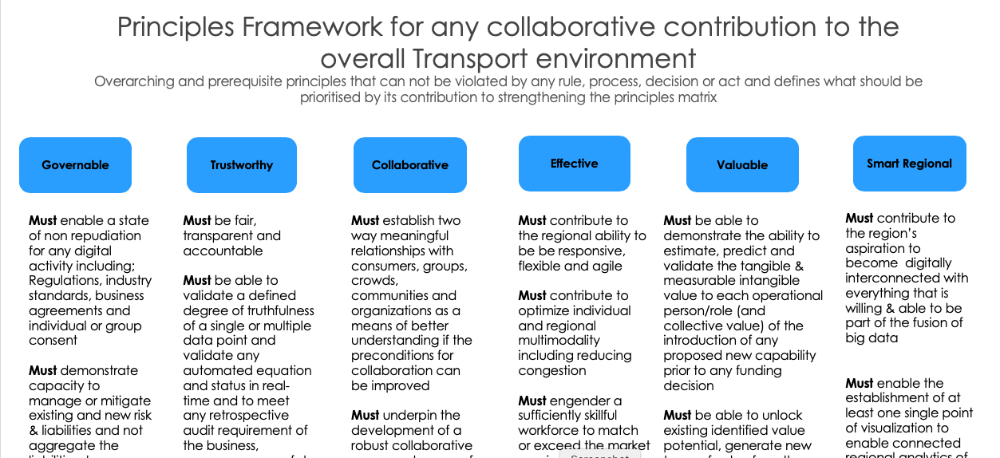 Principles Framework for any collaborative contribution to the
overall Transport environment
Overarching and prerequisite principles that can not be violated by any rule, process, decision or act and defines what should be
prioritised by its contribution to strengthening the principles matrix
Governable
Must enable a state
of non repudiation
for any digital
activity including;
Regulations, industry
standards, business
agreements and
individual or group
consent
Must demonstrate
capacity to
manage or mitigate
existing and new risk
& liabilities and not
aggregate the
Trustworthy
Must be fair,
transparent and
accountable
Must be able to
validate a defined
degree of truthfulness
of a single or multiple
data point and
validate any
automated equation
and status in real-
time and to meet
any retrospective
audit requirement of
the business,
Collaborative
Must establish two
way meaningful
relationships with
consumers, groups,
crowds,
communities and
organizations as a
means of better
understanding if the
preconditions for
collaboration can
be improved
Must underpin the
development of a
robust collaborative
Effective
Must contribute to
the regional ability to
be be responsive,
flexible and agile
Must contribute to
optimize individual
and regional
multimodality
including reducing
congestion
Must engender a
sufficiently skillful
workforce to match
or exceed the market
Valuable
Must be able to
demonstrate the ability to
estimate, predict and
validate the tangible &
measurable intangible
value to each operational
person/role (and
collective value) of the
introduction of any
proposed new capability
prior to any funding
decision
Must be able to unlock
existing identified value
potential, generate new
Smart Regional
Must contribute to
the region's
aspiration to
become digitally
interconnected with
everything that is
willing & able to be
part of the fusion of
big data
Must enable the
establishment of at
least one single point
of visualization to
enable connected
regional analytics of